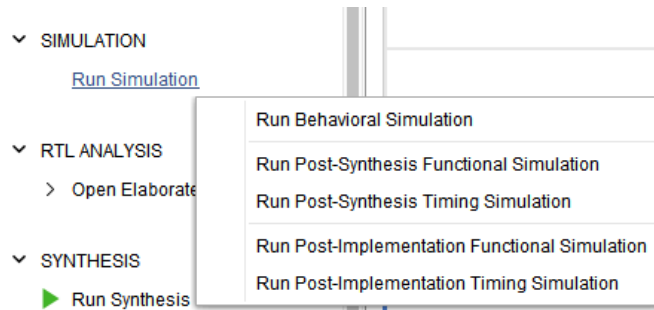 SIMULATION
Run Simulation
Run Behavioral Simulation
Run Post-Synthesis Functional Simulation
RTL ANALYSIS
Open Elaborate
Run Post-Synthesis Timing Simulation
Run Post-Implementation Functional Simulation
SYNTHESIS
Run Post-Implementation Timing Simulation
Run Synthesis